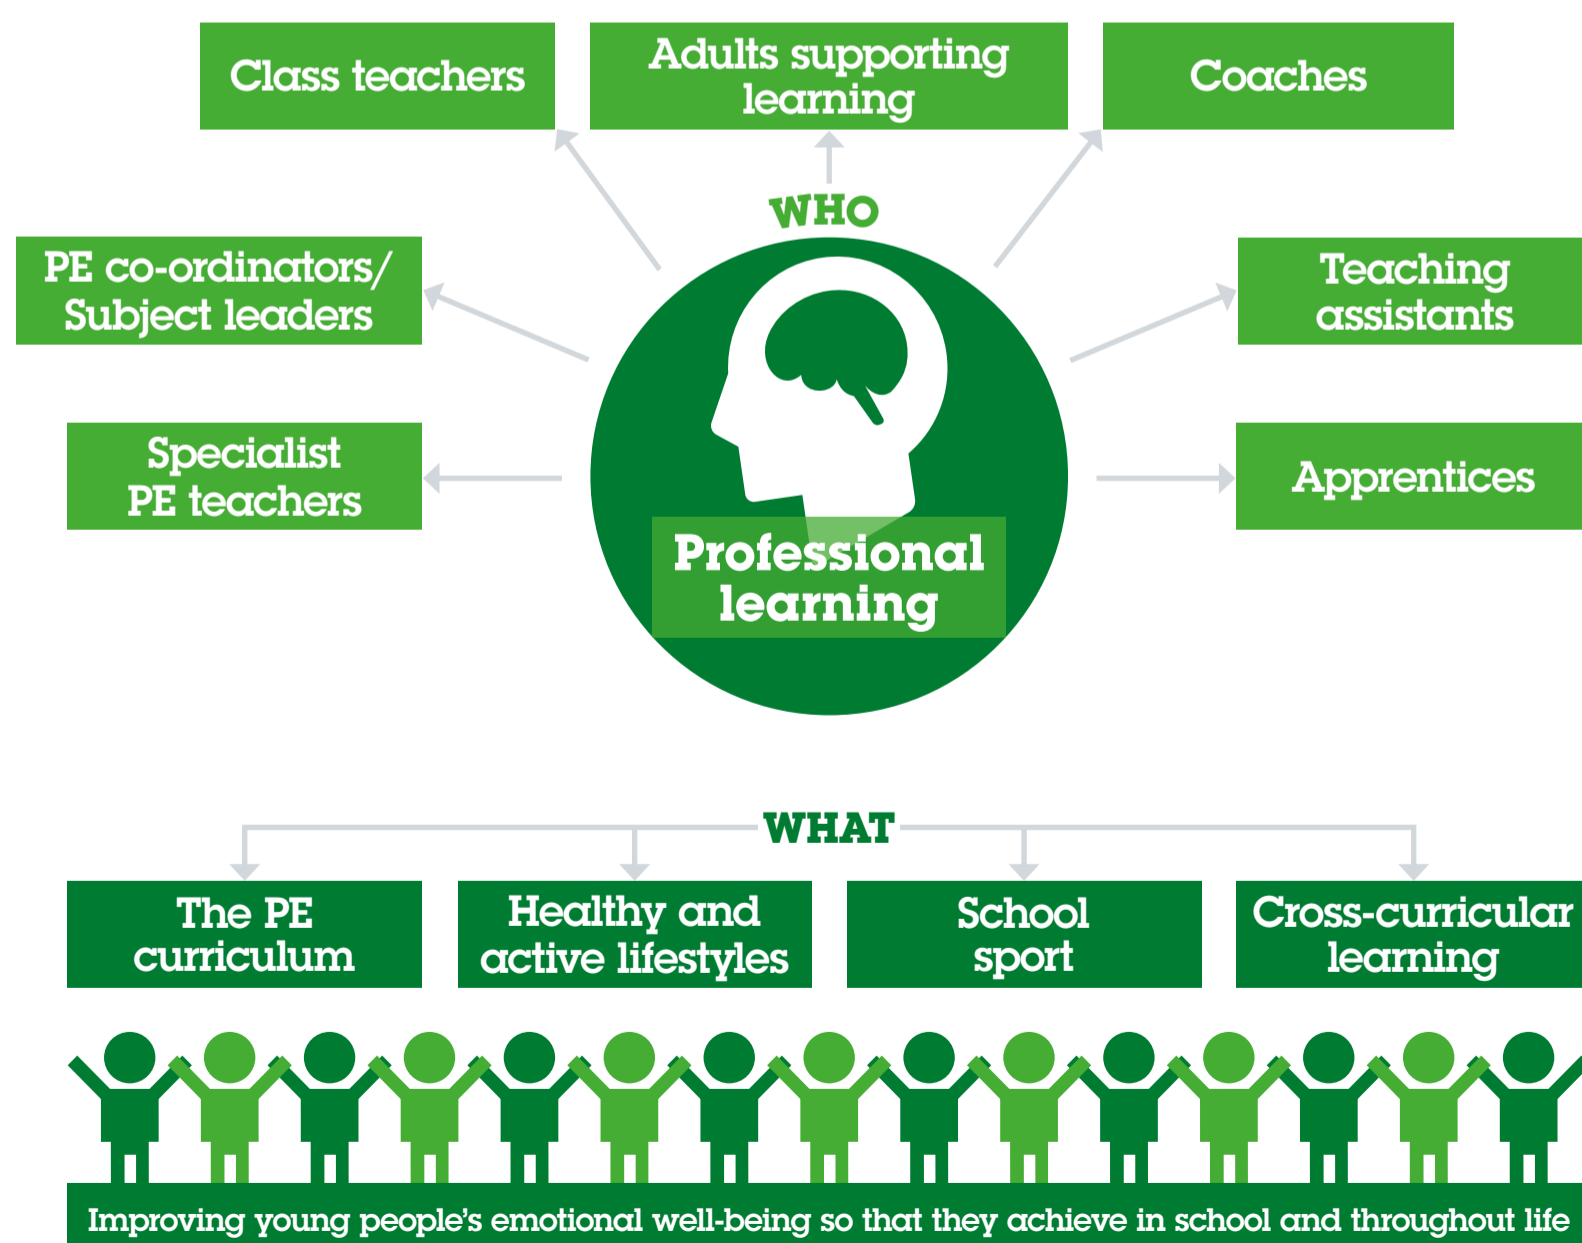 Class teachers
Adults supporting
learning
Coaches
WHO
PE co-ordinators/
Subject leaders
Teaching
assistants
Specialist
PE teachers
Apprentices
Professional
learning
WHAT
The PE
curriculum
Healthy and
active lifestyles
School
sport
Cross-curricular
learning
Improving young people's emotional well-being so that they achieve in school and throughout life